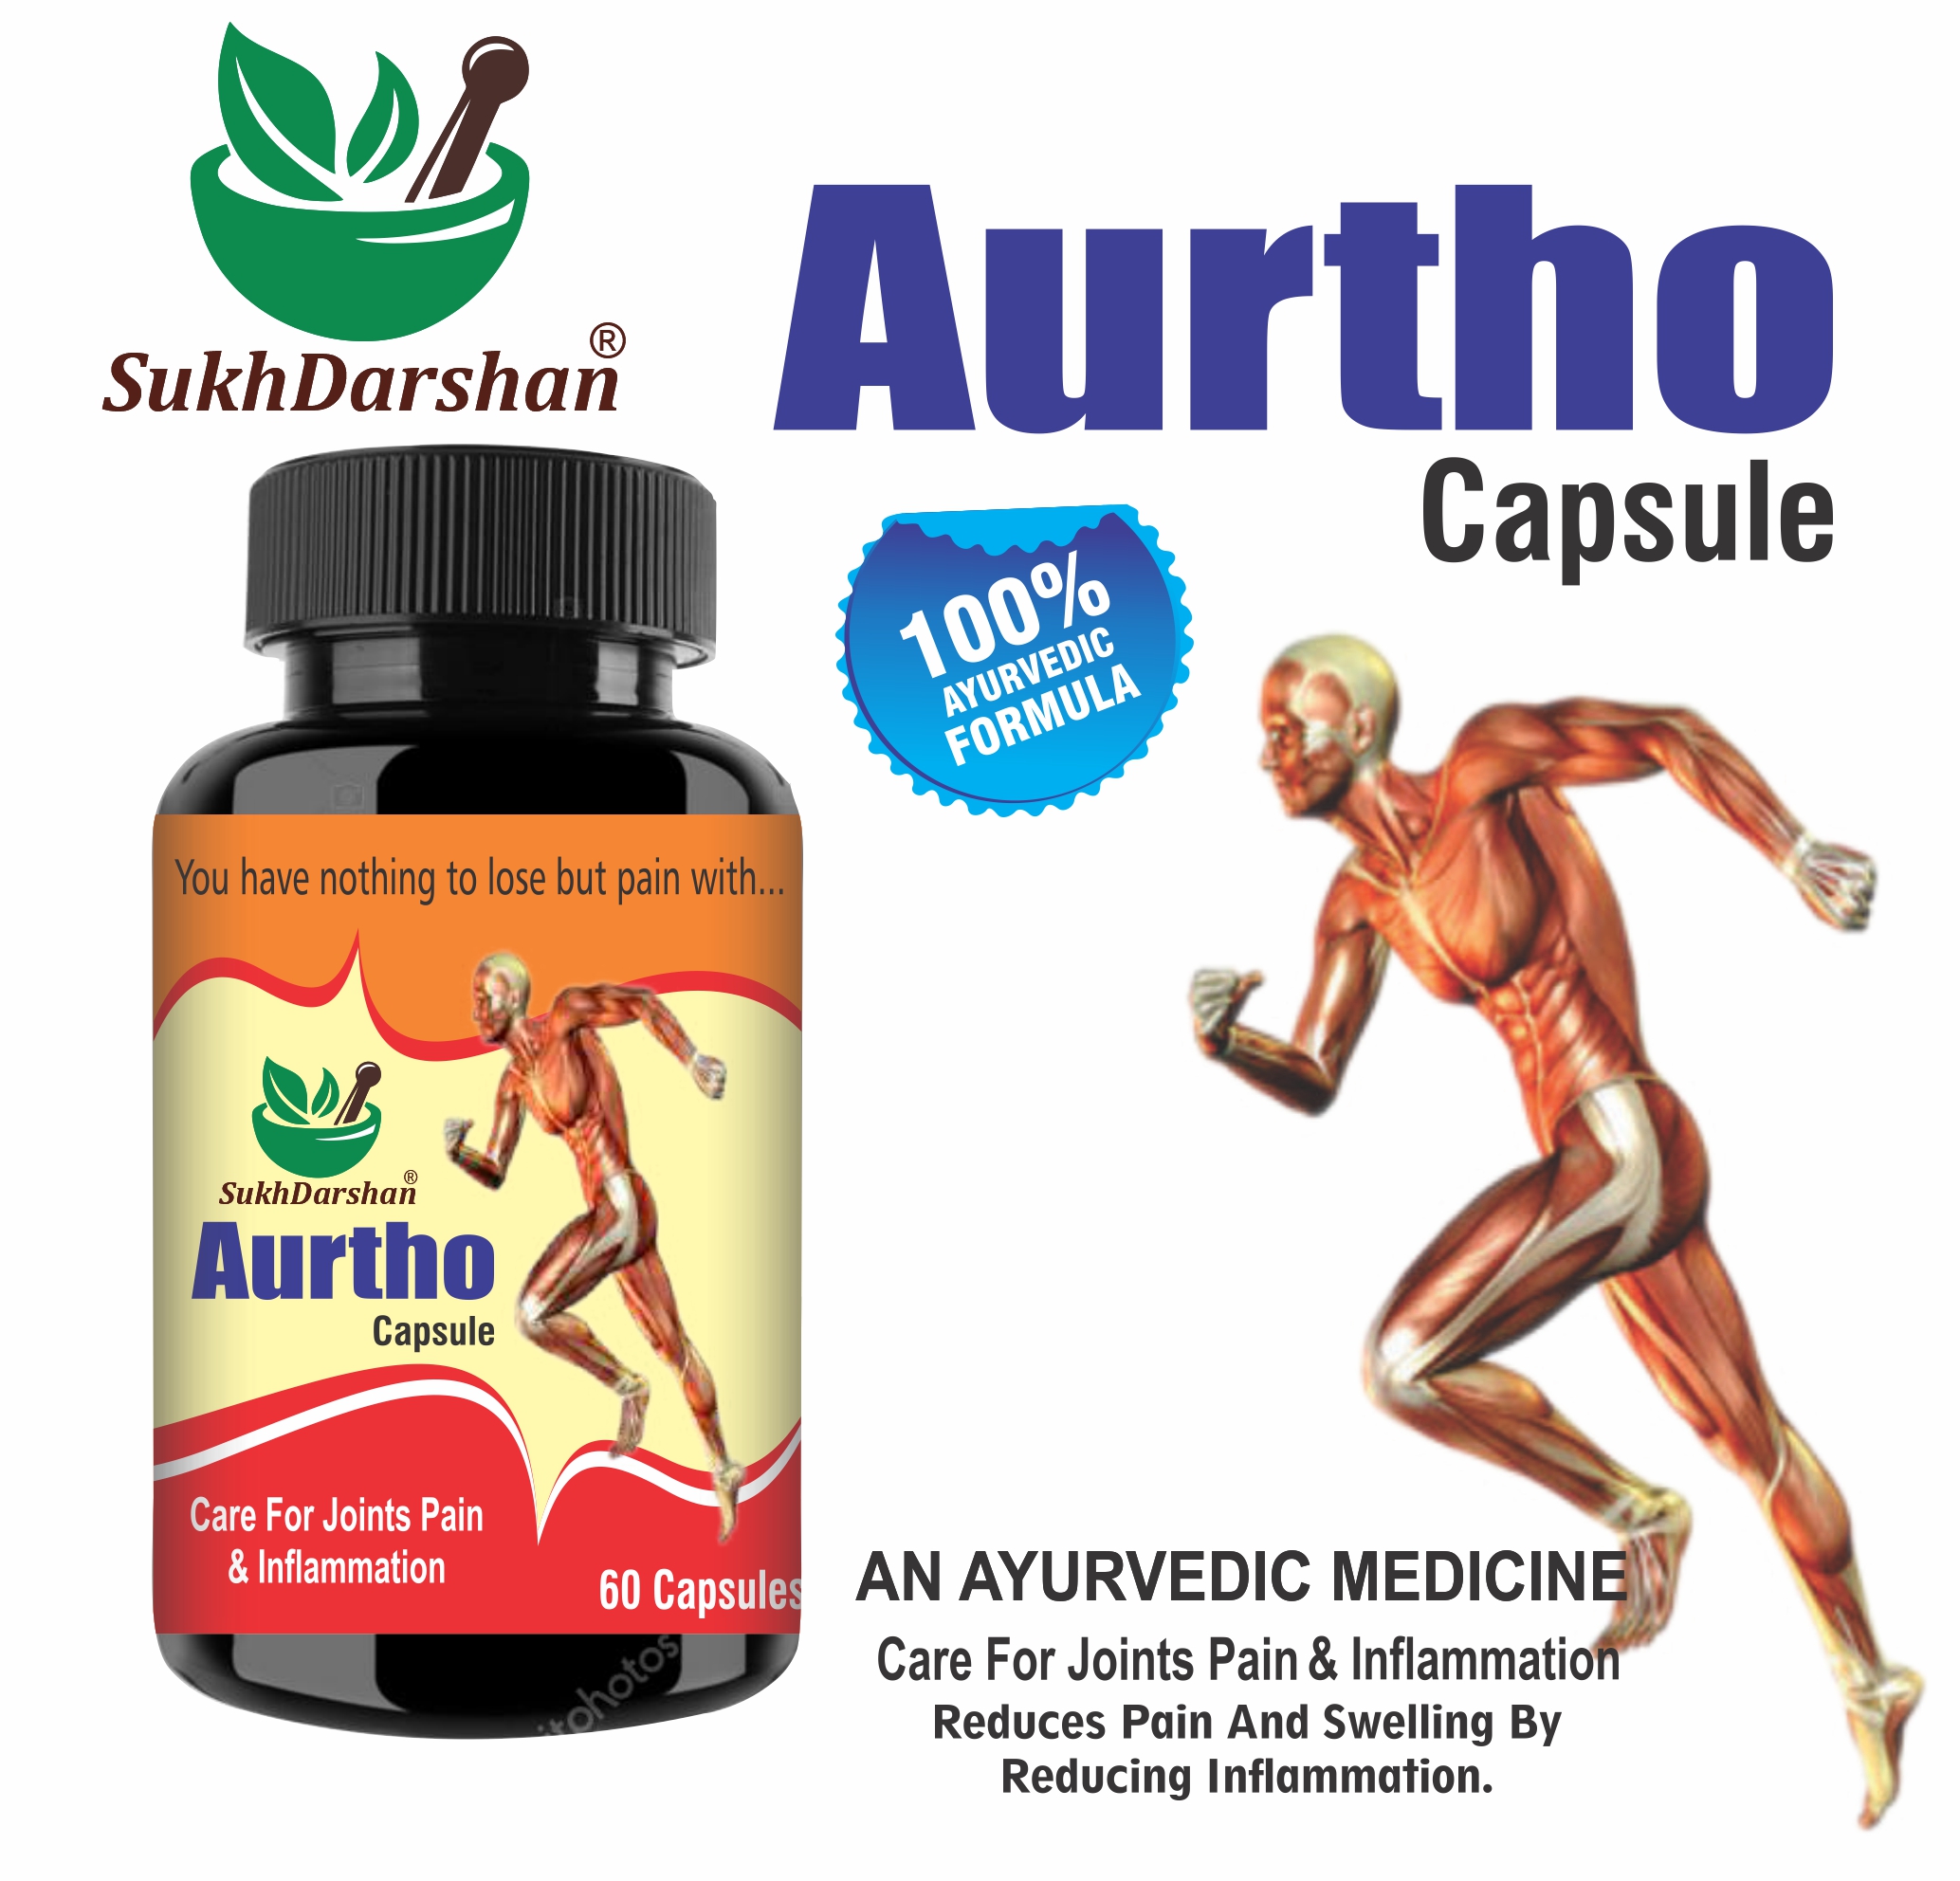 SukhDarshan®
Aurtho
Capsule
100%
AYURVEDIC
FORMULA
You have nothing to lose but pain with...
SukhDarshan®
Aurtho
Capsule
Care For Joints Pain
& Inflammation
60 Capsules
AN AYURVEDIC MEDICINE
Care For Joints Pain & Inflammation
Reduces Pain And Swelling By
Reducing Inflammation.